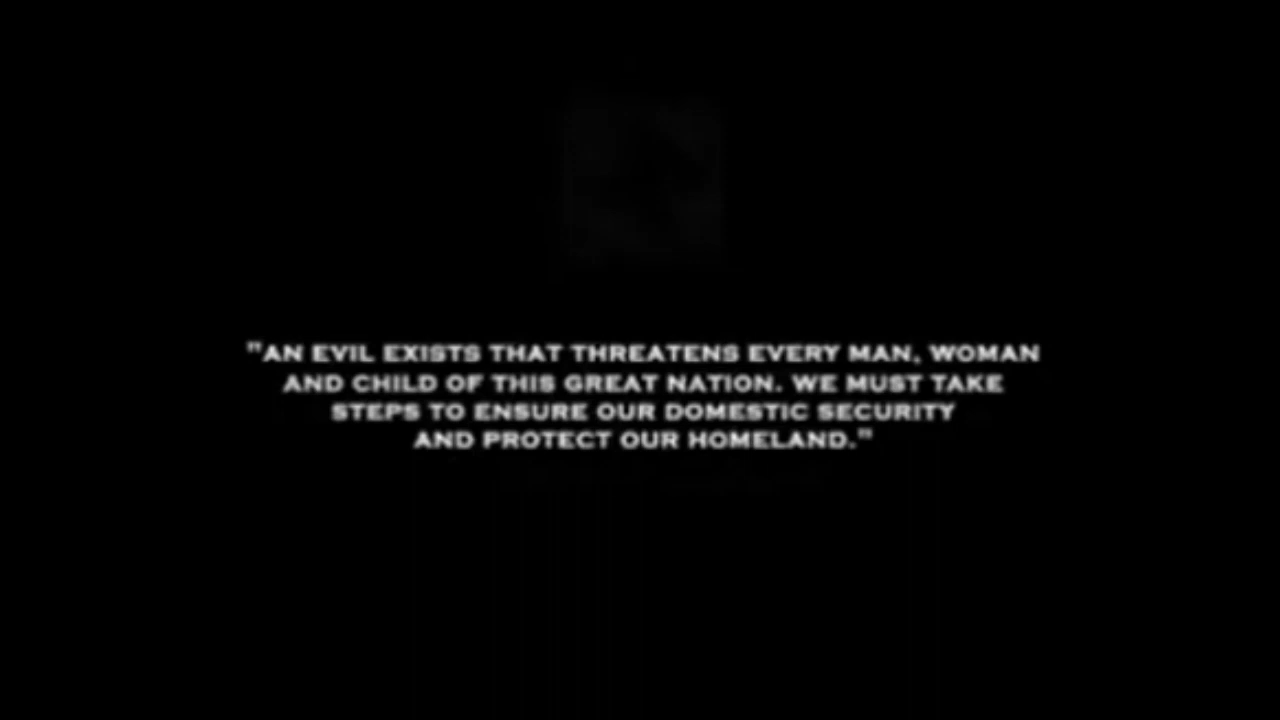 "AN EVIL EXISTS THAT THREATENS EVERY MAN, WOMAN
AND CHILD OF THIS GREAT NATION. WE MUST TAKE
STEPS TO ENSURE OUR DOMESTIC SECURITY
AND PROTECT OUR HOMELAND."